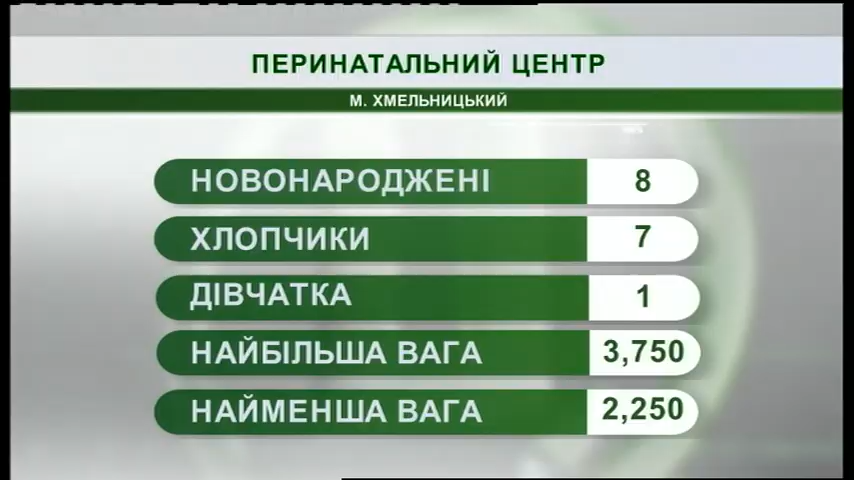 ПЕРИНАТАЛЬНИЙ ЦЕНТР
М. ХМЕЛЬНИЦЬКИЙ
НОВОНАРОДЖЕНІ 8
ХЛОПЧИКИ 7
ДІВЧАТКА 1
НАЙБІЛЬША ВАГА 3,750
НАЙМЕНША ВАГА 2,250